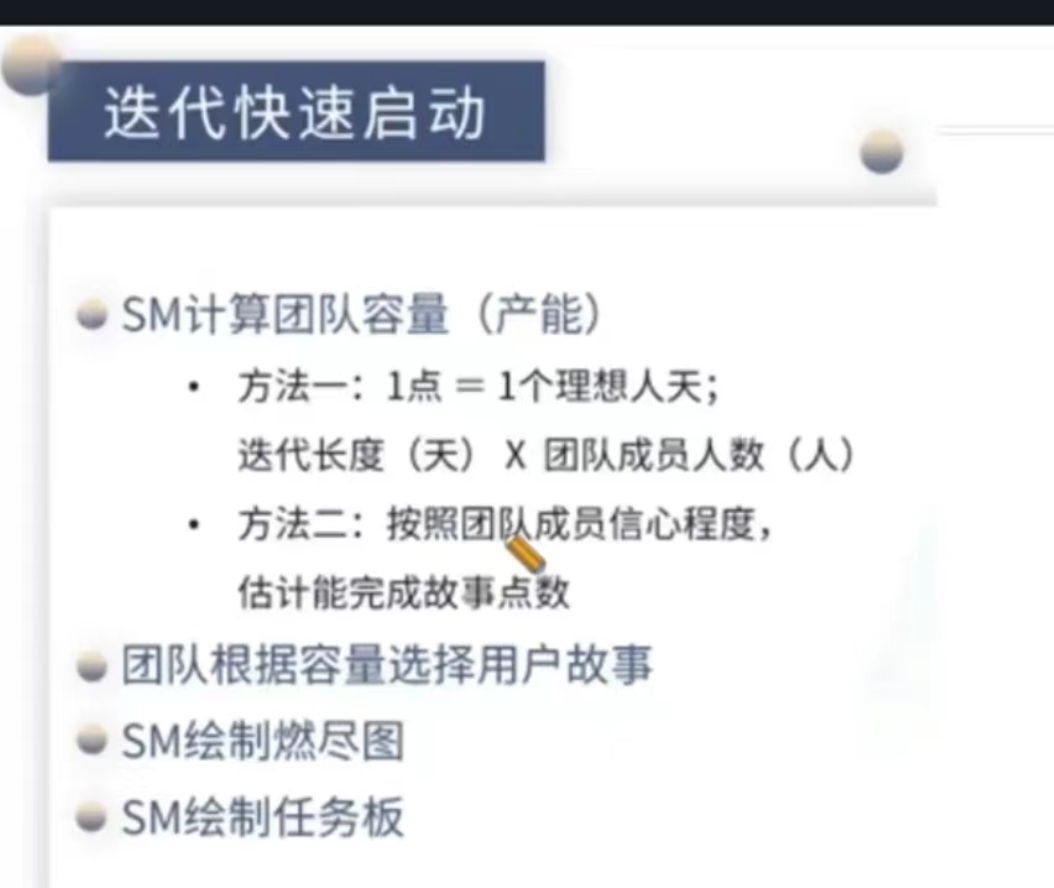 迭代快速启动
SM计算团队容量（产能）
• 方法一：1点 = 1个理想人天；
迭代长度（天） X 团队成员人数（人）
• 方法二：按照团队成员信心程度，
估计能完成故事点数
团队根据容量选择用户故事
SM绘制燃尽图
SM绘制任务板